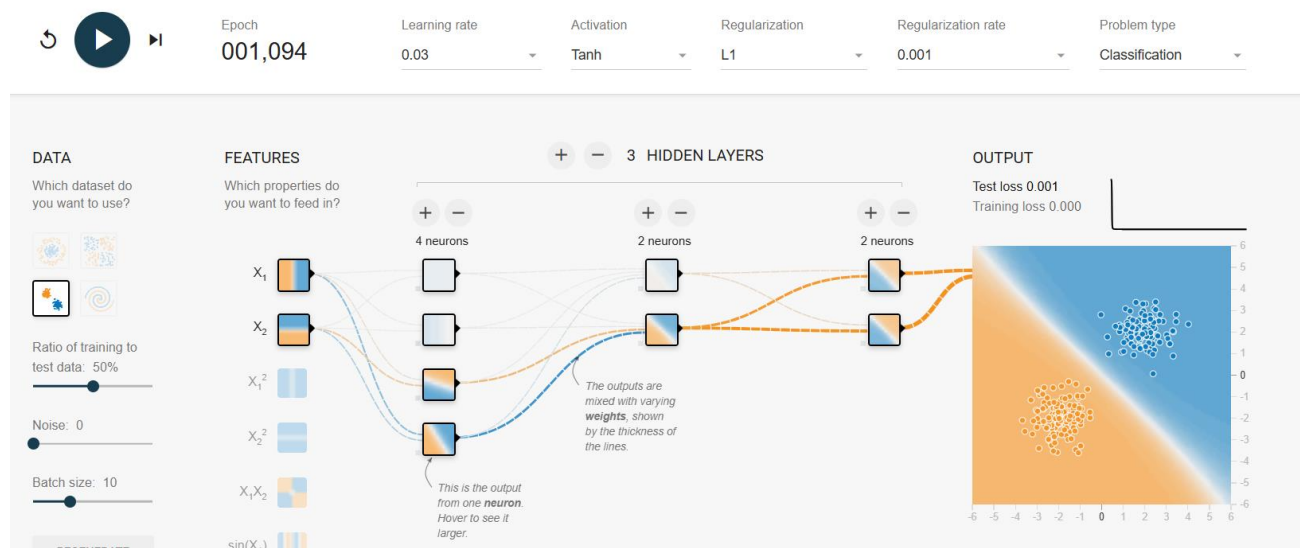 Epoch
001,094
Learning rate
0.03
Activation
Tanh
Regularization
L1
Regularization rate
0.001
Problem type
Classification
DATA
Which dataset do
you want to use?
Ratio of training to
test data: 50%
Noise: 0
Batch size: 10
FEATURES
Which properties do
you want to feed in?
X₁
X₂
X₁²
X₂²
X₁X₂
+ − 3 HIDDEN LAYERS
+ −
4 neurons
+ −
2 neurons
+ −
2 neurons
This is the output
from one neuron.
Hover to see it
larger.
The outputs are
mixed with varying
weights, shown
by the thickness of
the lines.
OUTPUT
Test loss 0.001
Training loss 0.000
6
5
4
3
2
1
0
-1
-2
-3
-4
-5
-6
-6 -5 -4 -3 -2 -1 0 1 2 3 4 5 6